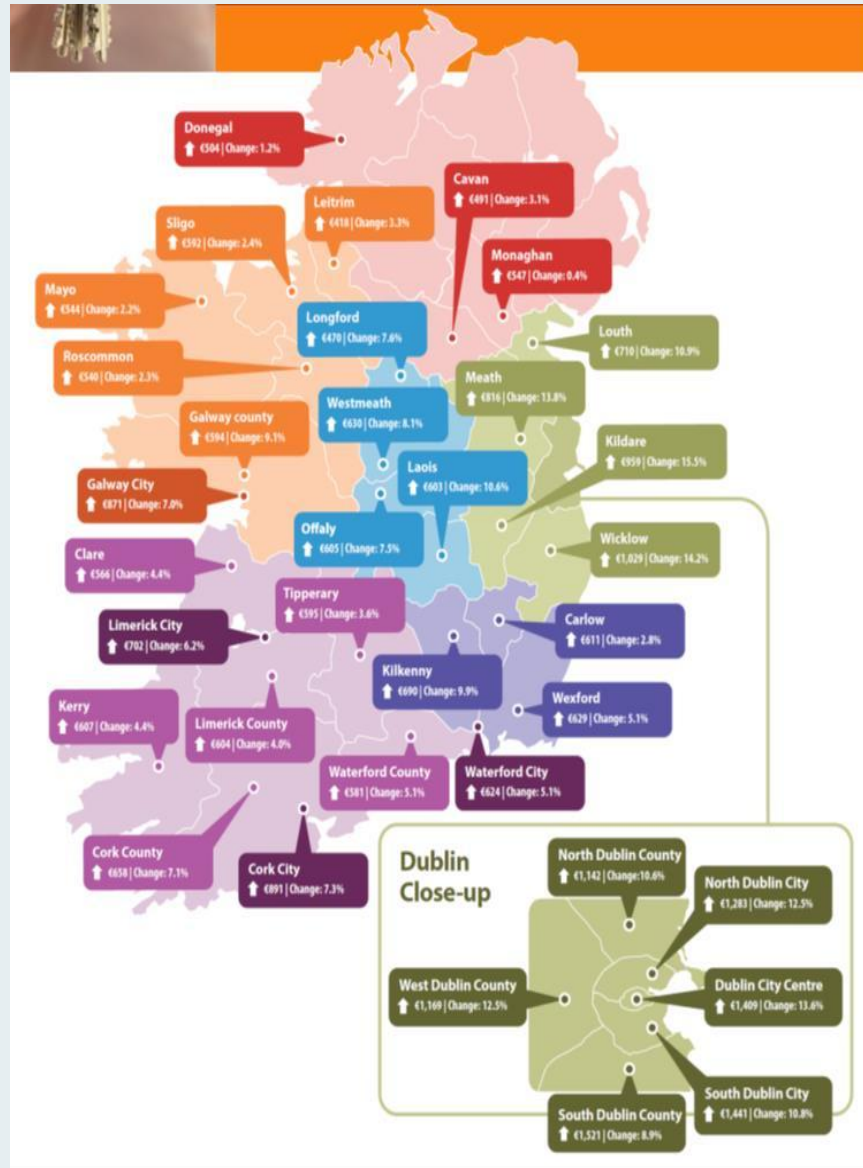 Donegal
€504 | Change: 1.2%
Cavan
€491 | Change: 3.1%
Leitrim
€418 | Change: 3.3%
Sligo
€592 | Change: 2.4%
Monaghan
€547 | Change: 0.4%
Mayo
€544 | Change: 2.2%
Longford
€470 | Change: 7.6%
Louth
€710 | Change: 10.9%
Roscommon
€540 | Change: 2.3%
Meath
€816 | Change: 13.8%
Westmeath
€630 | Change: 8.1%
Galway county
€594 | Change: 9.1%
Kildare
€959 | Change: 15.5%
Laois
€603 | Change: 10.6%
Galway City
€871 | Change: 7.0%
Offaly
€605 | Change: 7.5%
Wicklow
€1,029 | Change: 14.2%
Clare
€566 | Change: 4.4%
Tipperary
€595 | Change: 3.6%
Limerick City
€702 | Change: 6.2%
Carlow
€611 | Change: 2.8%
Kilkenny
€690 | Change: 9.9%
Wexford
€629 | Change: 5.1%
Kerry
€607 | Change: 4.4%
Limerick County
€604 | Change: 4.0%
Waterford County
€581 | Change: 5.1%
Waterford City
€624 | Change: 5.1%
Cork County
€658 | Change: 7.1%
Cork City
€891 | Change: 7.3%
Dublin
Close-up
North Dublin County
€1,142 | Change:10.6%
North Dublin City
€1,283 | Change: 12.5%
West Dublin County
€1,169 | Change: 12.5%
Dublin City Centre
€1,409 | Change: 13.6%
South Dublin City
€1,441 | Change: 10.8%
South Dublin County
€1,521 | Change: 8.9%